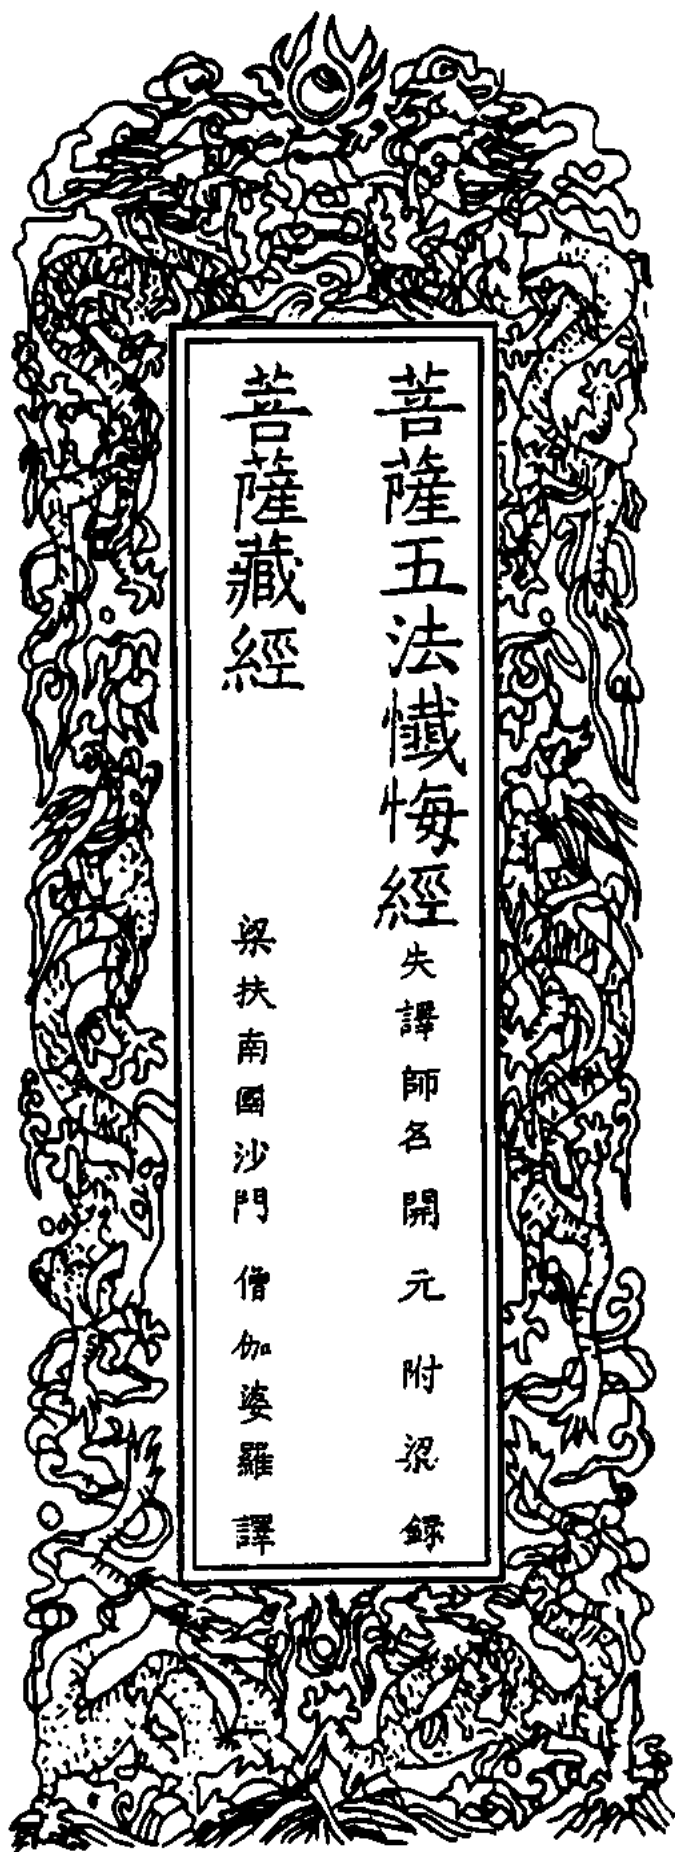 菩薩五法懺悔經 失譯師名開元附梁録
菩薩藏經 梁扶南國沙門僧伽婆羅譯